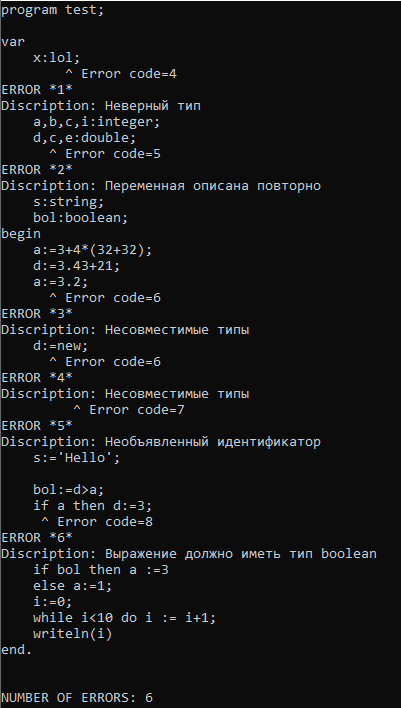 program test;
var
x:lol;
^ Error code=4
ERROR *1*
Discription: Неверный тип
a,b,c,i:integer;
d,c,e:double;
^ Error code=5
ERROR *2*
Discription: Переменная описана повторно
s:string;
bol:boolean;
begin
a:=3+4*(32+32);
d:=3.43+21;
a:=3.2;
^ Error code=6
ERROR *3*
Discription: Несовместимые типы
d:=new;
^ Error code=6
ERROR *4*
Discription: Несовместимые типы
^ Error code=7
ERROR *5*
Discription: Необъявленный идентификатор
s:='Hello';
bol:=d>a;
if a then d:=3;
^ Error code=8
ERROR *6*
Discription: Выражение должно иметь тип boolean
if bol then a :=3
else a:=1;
i:=0;
while i<10 do i := i+1;
writeln(i)
end.
NUMBER OF ERRORS: 6